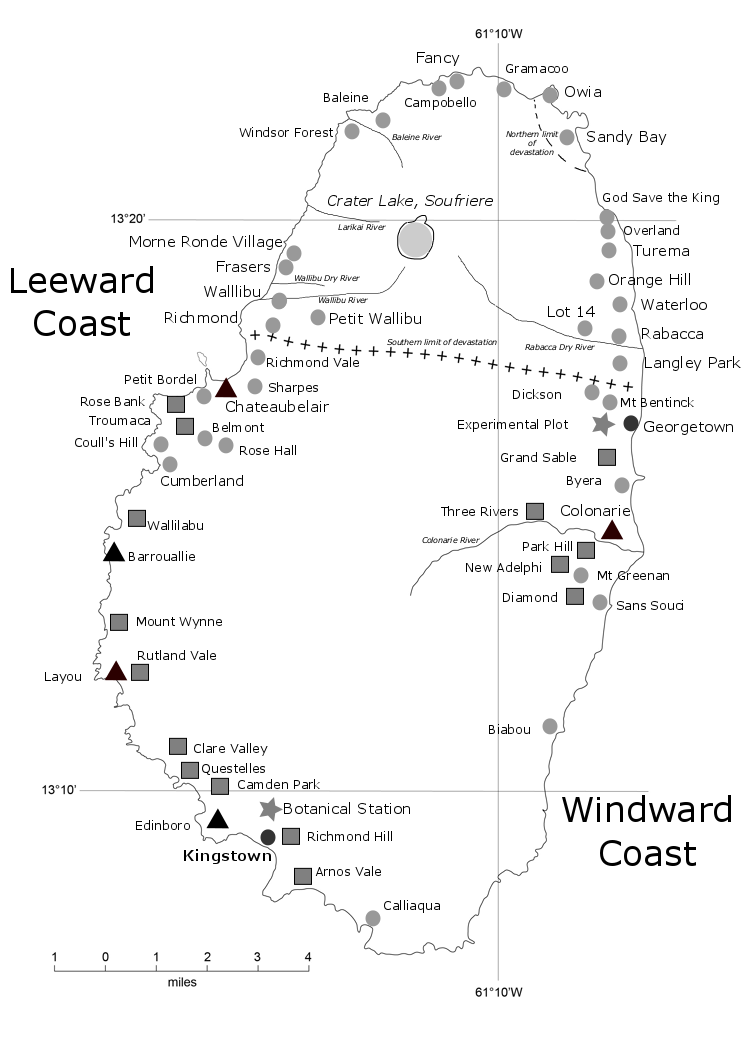 61°10'W
Fancy
Gramacoo
Baleine
Campobello
Owia
Windsor Forest
Baleine River
Northern limit
of
devastation
Sandy Bay
God Save the King
Crater Lake, Soufriere
13°20'
Larikai River
Overland
Morne Ronde Village
Turema
Frasers
Leeward
Coast
Wallibu Dry River
Orange Hill
Walllibu
Wallibu River
Waterloo
Richmond
Petit Wallibu
Lot 14
Rabacca
Southern limit of devastation
Rabacca Dry River
Richmond Vale
Langley Park
Petit Bordel
Sharpes
Dickson
Rose Bank
Chateaubelair
Mt Bentinck
Troumaca
Belmont
Experimental Plot
Georgetown
Coull's Hill
Rose Hall
Grand Sable
Cumberland
Byera
Three Rivers
Colonarie
Wallilabu
Colonarie River
Park Hill
Barrouallie
New Adelphi
Mt Greenan
Diamond
Sans Souci
Mount Wynne
Rutland Vale
Layou
Biabou
Clare Valley
Questelles
Camden Park
13°10'
Botanical Station
Windward
Coast
Edinboro
Richmond Hill
Kingstown
Arnos Vale
Calliaqua
1 0 1 2 3 4
miles
61°10'W